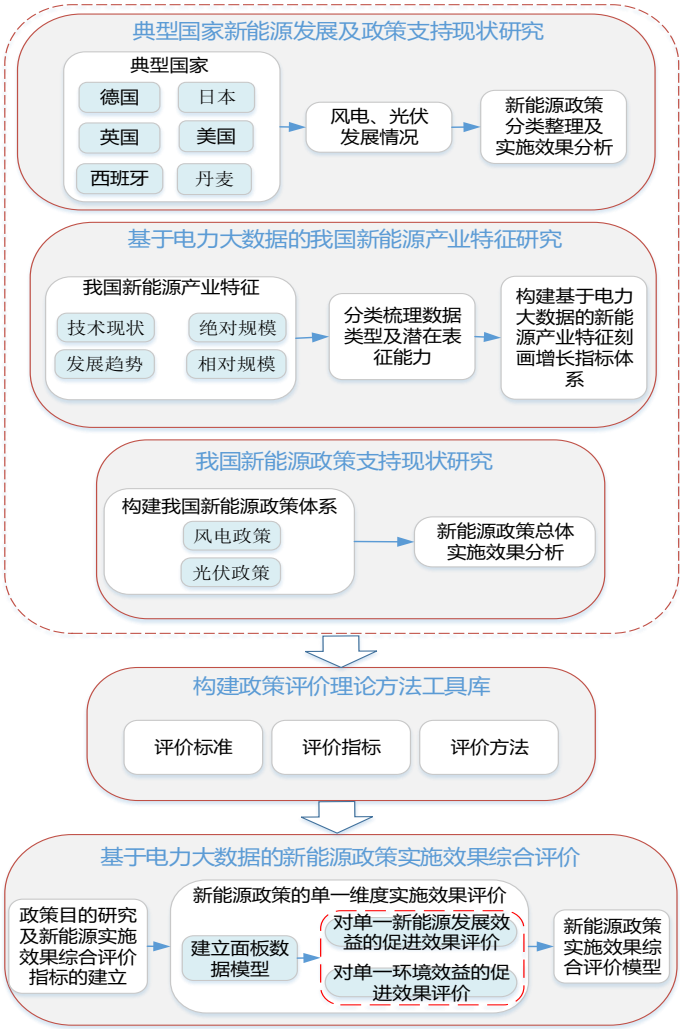 典型国家新能源发展及政策支持现状研究
典型国家
德国
日本
英国
美国
西班牙
丹麦
风电、光伏
发展情况
新能源政策
分类整理及
实施效果分析
基于电力大数据的我国新能源产业特征研究
我国新能源产业特征
技术现状
绝对规模
发展趋势
相对规模
分类梳理数据
类型及潜在表
征能力
构建基于电力
大数据的新能
源产业特征刻
画增长指标体
系
我国新能源政策支持现状研究
构建我国新能源政策体系
风电政策
光伏政策
新能源政策总体
实施效果分析
构建政策评价理论方法工具库
评价标准
评价指标
评价方法
基于电力大数据的新能源政策实施效果综合评价
政策目的研究
及新能源实施
效果综合评价
指标的建立
新能源政策的单一维度实施效果评价
建立面板数
据模型
对单一新能源发展效
益的促进效果评价
对单一环境效益的促
进效果评价
新能源政策
实施效果综
合评价模型